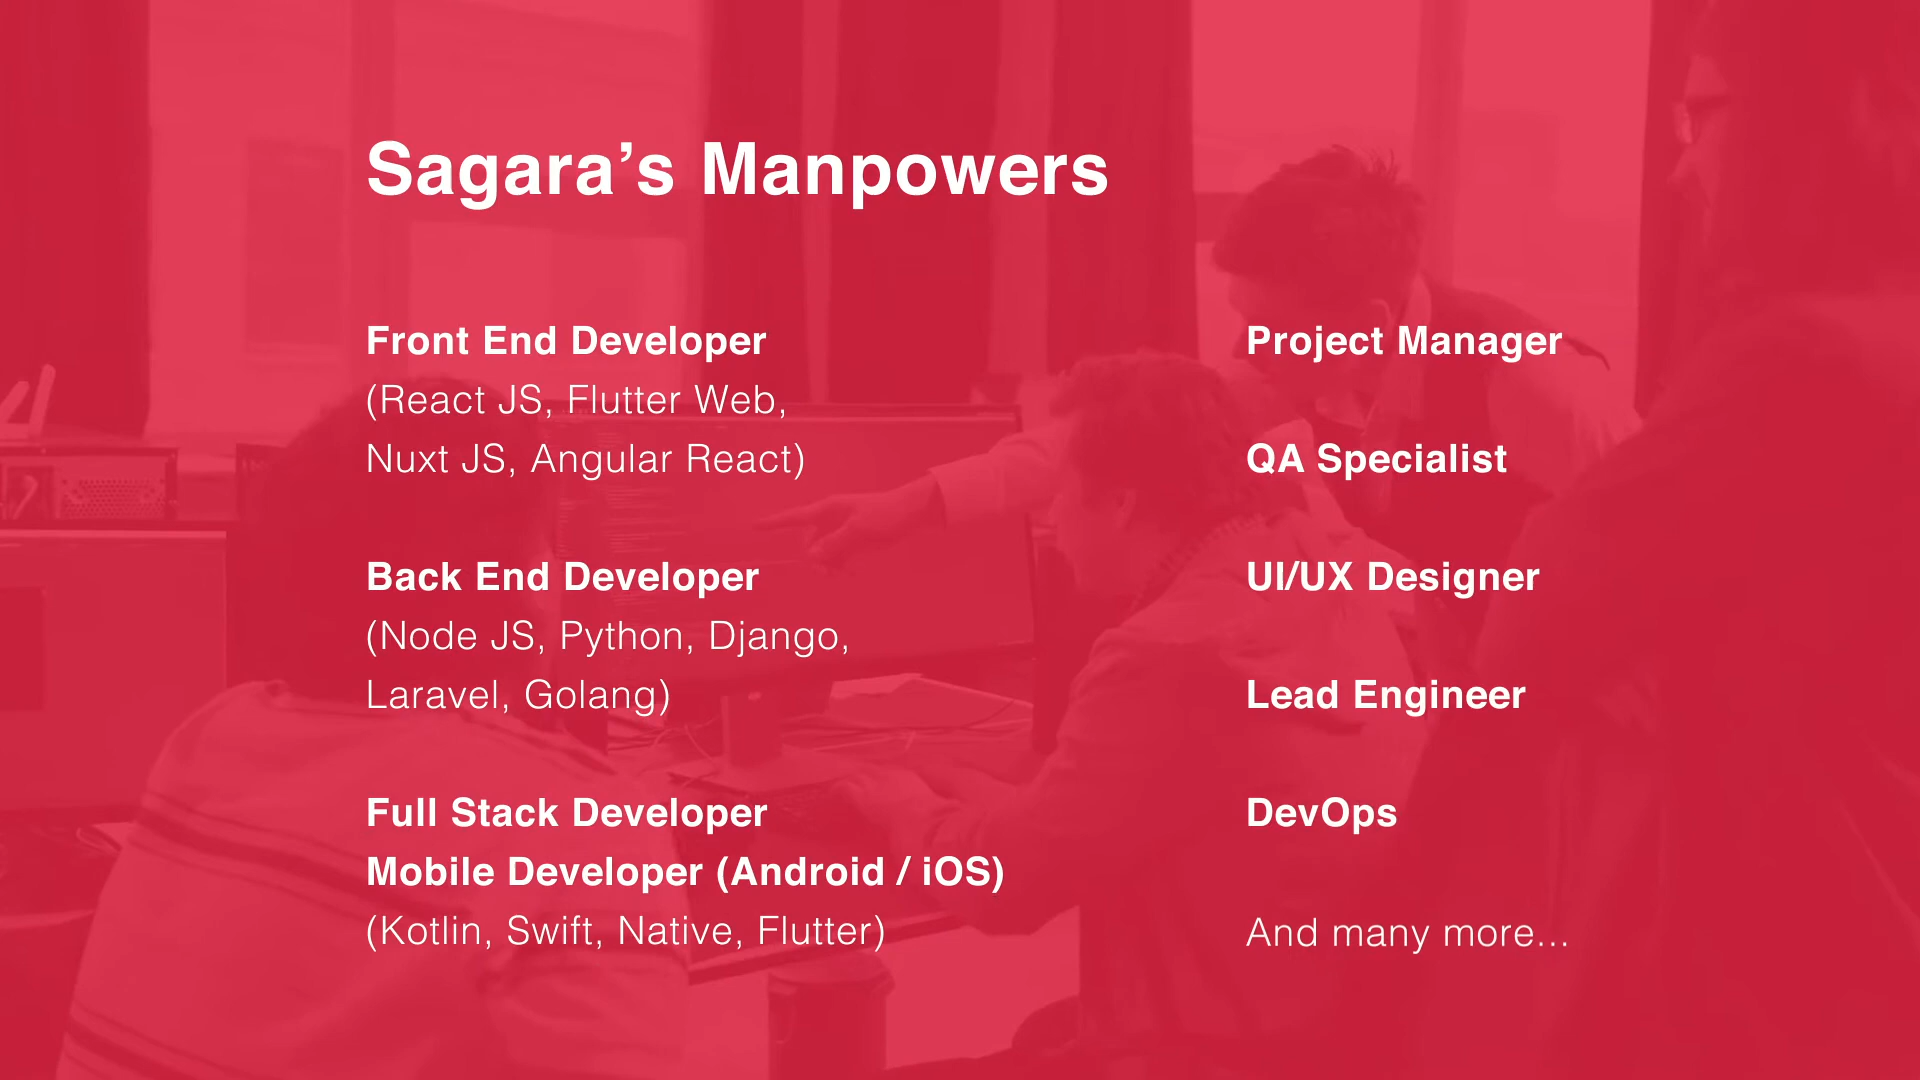 Sagara’s Manpowers
Front End Developer
(React JS, Flutter Web,
Nuxt JS, Angular React)
Back End Developer
(Node JS, Python, Django,
Laravel, Golang)
Full Stack Developer
Mobile Developer (Android / iOS)
(Kotlin, Swift, Native, Flutter)
Project Manager
QA Specialist
UI/UX Designer
Lead Engineer
DevOps
And many more...